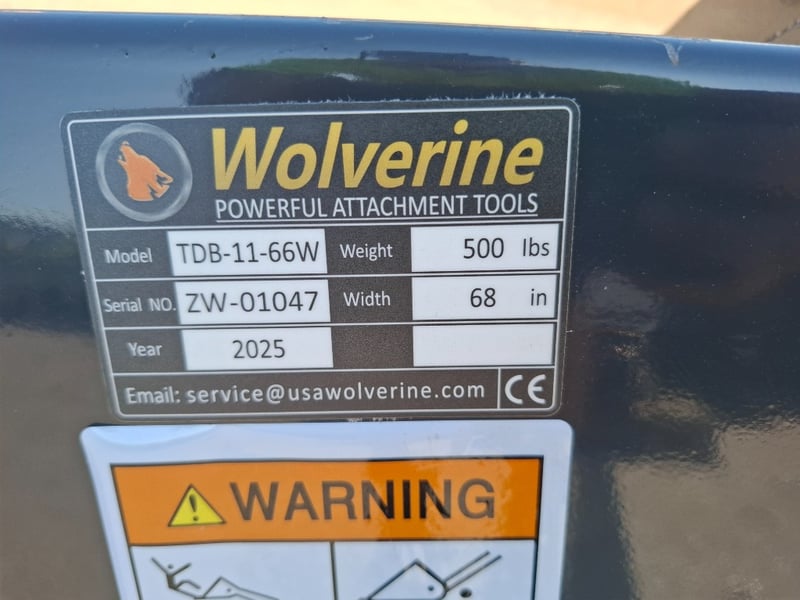 Wolverine
POWERFUL ATTACHMENT TOOLS
Model TDB-11-66W Weight 500 lbs
Serial NO. ZW-01047 Width 68 in
Year 2025
Email: service@usawolverine.com CE
WARNING